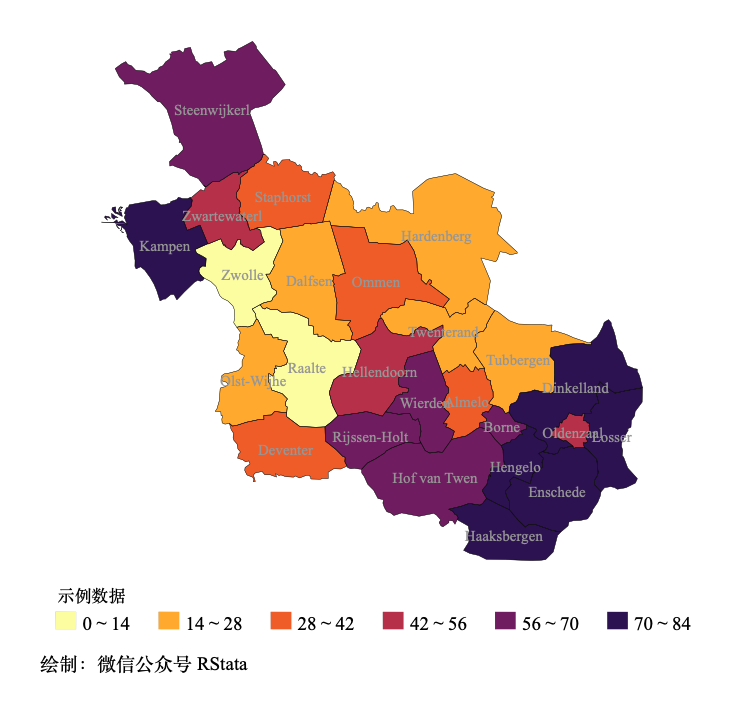 Steenwijkerl
Staphorst
Zwartewaterl
Hardenberg
Kampen
Zwolle
Dalfsen
Ommen
Twenterand
Tubbergen
Raalte
Hellendoorn
Olst-Wijhe
Dinkelland
Wierden
Almelo
Borne
Oldenzaal
Losser
Rijssen-Holt
Deventer
Hengelo
Hof van Twen
Enschede
Haaksbergen
示例数据
0 ~ 14 14 ~ 28 28 ~ 42 42 ~ 56 56 ~ 70 70 ~ 84
绘制：微信公众号 RStata